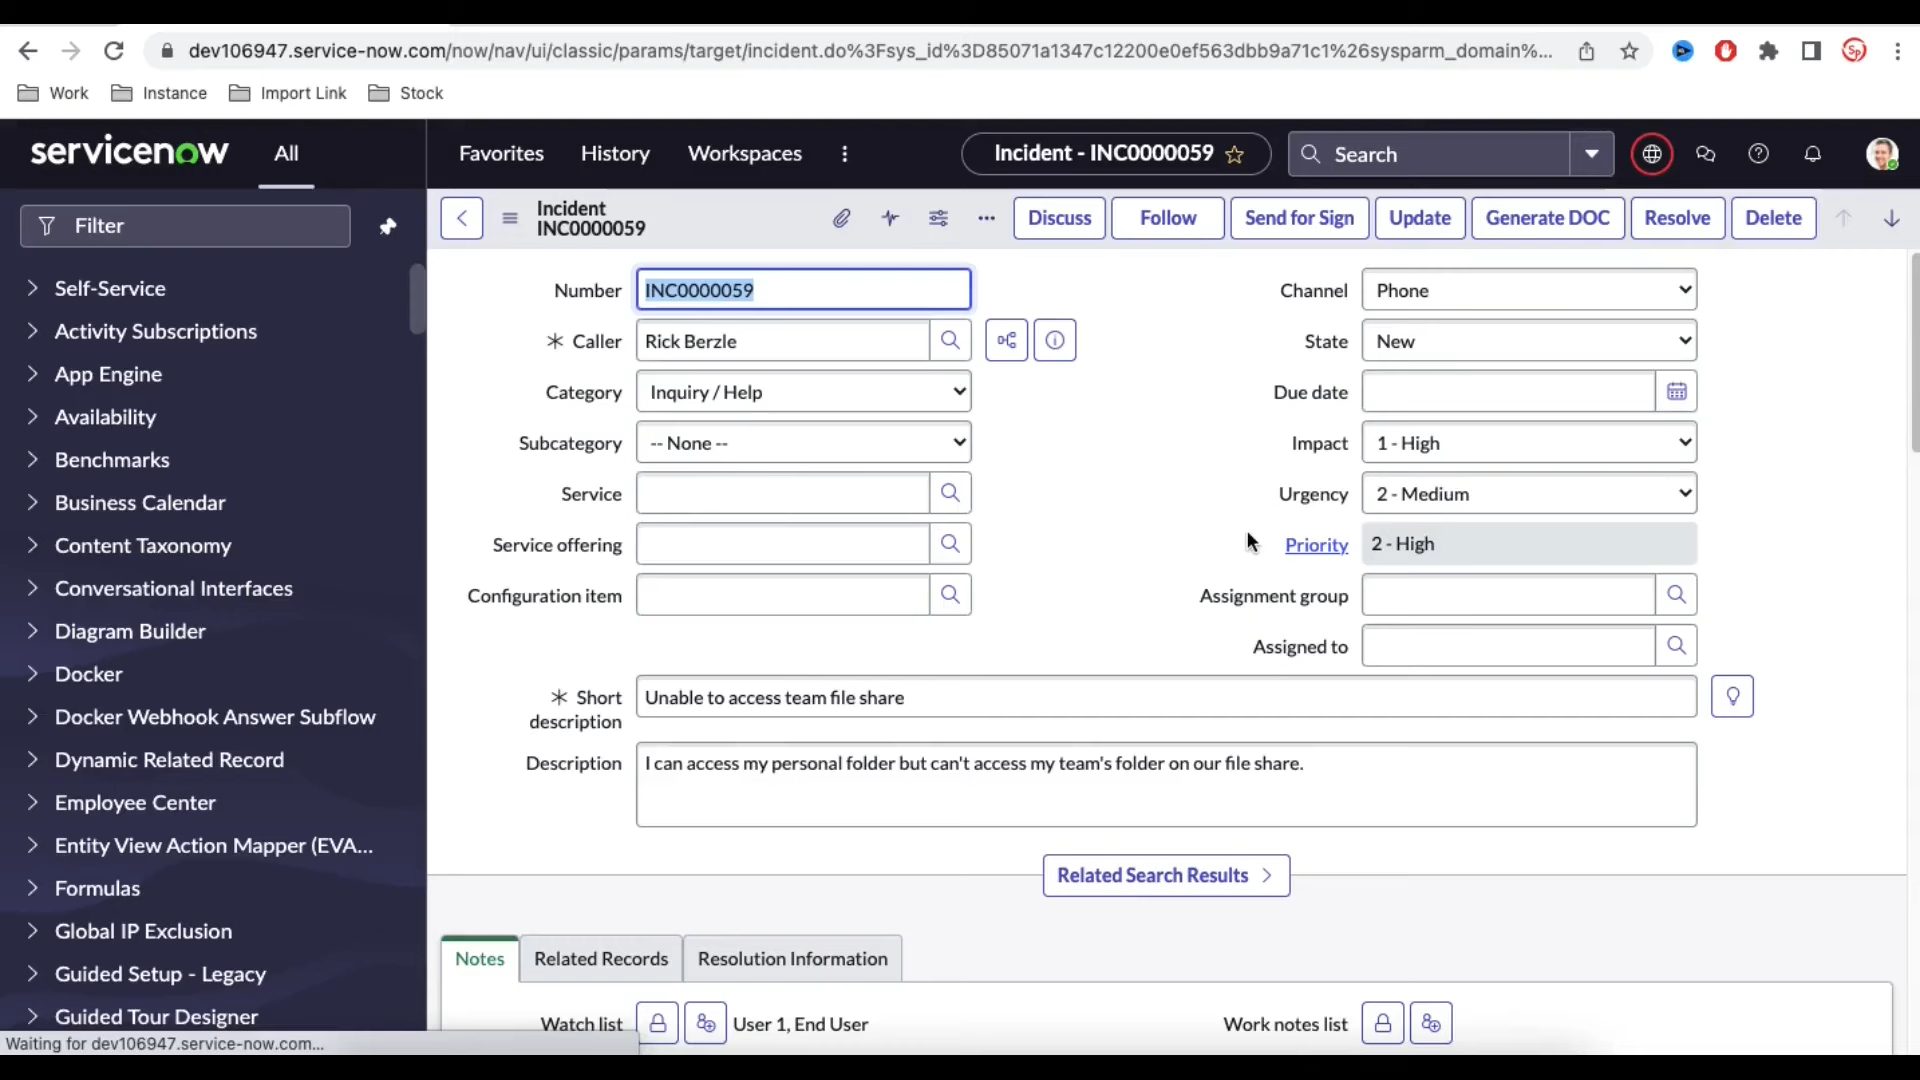 dev106947.service-now.com/now/nav/ui/classic/params/target/incident.do%3Fsys_id%3D85071a1347c12200e0ef563dbb9a71c1%26sysparm_domain%...
Sp
Work Instance Import Link Stock
servicenow All Favorites History Workspaces Incident - INC0000059 Search
Filter
Incident
INC0000059
Discuss Follow Send for Sign Update Generate DOC Resolve Delete
Self-Service
Activity Subscriptions
App Engine
Availability
Benchmarks
Business Calendar
Content Taxonomy
Conversational Interfaces
Diagram Builder
Docker
Docker Webhook Answer Subflow
Dynamic Related Record
Employee Center
Entity View Action Mapper (EVA...
Formulas
Global IP Exclusion
Guided Setup - Legacy
Guided Tour Designer
Waiting for dev106947.service-now.com...
Number INC0000059
Caller Rick Berzle
Category Inquiry / Help
Subcategory -- None --
Service
Service offering
Configuration item
Channel Phone
State New
Due date
Impact 1 - High
Urgency 2 - Medium
Priority 2 - High
Assignment group
Assigned to
Short description Unable to access team file share
Description I can access my personal folder but can't access my team's folder on our file share.
Related Search Results
Notes Related Records Resolution Information
Watch list User 1, End User Work notes list